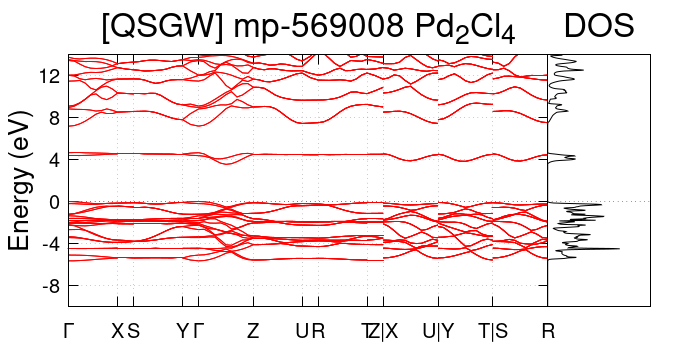 [QSGW] mp-569008 Pd₂Cl₄ DOS
Energy (eV)
12
8
4
0
-4
-8
Γ X S Y Γ Z U R T Z|X U|Y T|S R